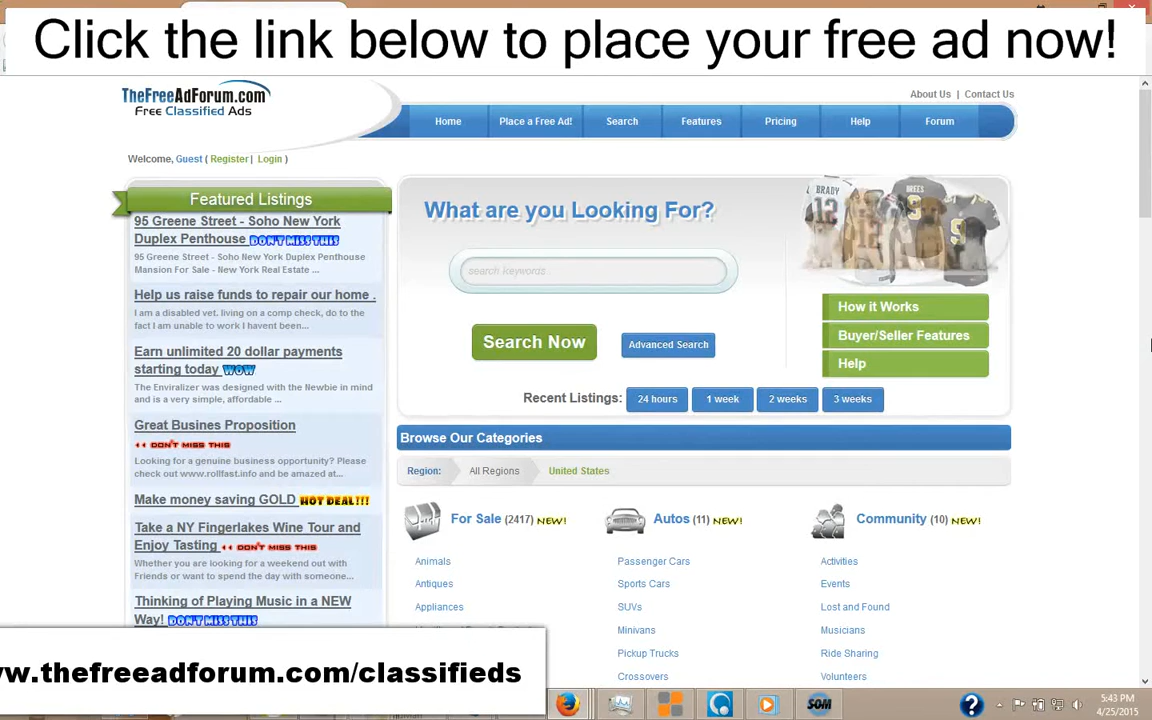 Click the link below to place your free ad now!
TheFreeAdForum.com
Free Classified Ads
About Us | Contact Us
Home
Place a Free Ad!
Search
Features
Pricing
Help
Forum
Welcome, Guest ( Register | Login )
Featured Listings
95 Greene Street - Soho New York
Duplex Penthouse DON'T MISS THIS
95 Greene Street - Soho New York Duplex Penthouse
Mansion For Sale - New York Real Estate ...
Help us raise funds to repair our home .
I am a disabled vet. living on a comp check, do to the
fact I am unable to work I havent been...
Earn unlimited 20 dollar payments
starting today WOW
The Enviralizer was designed with the Newbie in mind
and is a very simple, affordable ...
Great Busines Proposition
<< DON'T MISS THIS
Looking for a genuine business opportunity? Please
check out www.rollfast.info and be amazed at...
Make money saving GOLD HOT DEAL!!!
Take a NY Fingerlakes Wine Tour and
Enjoy Tasting << DON'T MISS THIS
Whether you are looking for a weekend out with
Friends or want to spend the day with someone...
Thinking of Playing Music in a NEW
Way! DON'T MISS THIS
What are you Looking For?
search keywords...
Search Now
Advanced Search
BRADY
12
BREES
9
How it Works
Buyer/Seller Features
Help
Recent Listings:
24 hours
1 week
2 weeks
3 weeks
Browse Our Categories
Region:
All Regions
United States
For Sale (2417) NEW!
Animals
Antiques
Appliances
Autos (11) NEW!
Passenger Cars
Sports Cars
SUVs
Minivans
Pickup Trucks
Crossovers
Community (10) NEW!
Activities
Events
Lost and Found
Musicians
Ride Sharing
Volunteers
w.thefreeadforum.com/classifieds
SOM
5:43 PM
4/25/2015